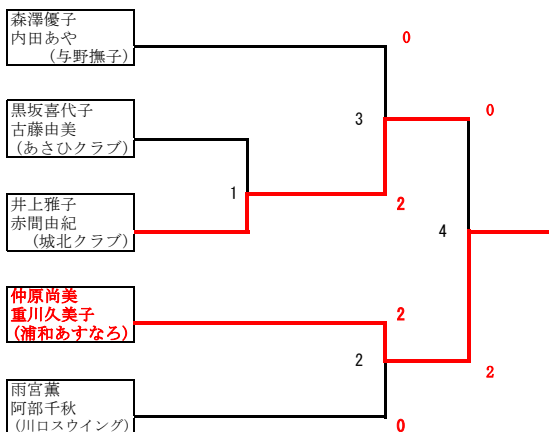 森澤優子
内田あや
(与野撫子)
0
黒坂喜代子
古藤由美
(あさひクラブ)
3
0
1
井上雅子
赤間由紀
(城北クラブ)
2
4
仲原尚美
重川久美子
(浦和あすなろ)
2
2
2
雨宮薫
阿部千秋
(川口スウイング)
0